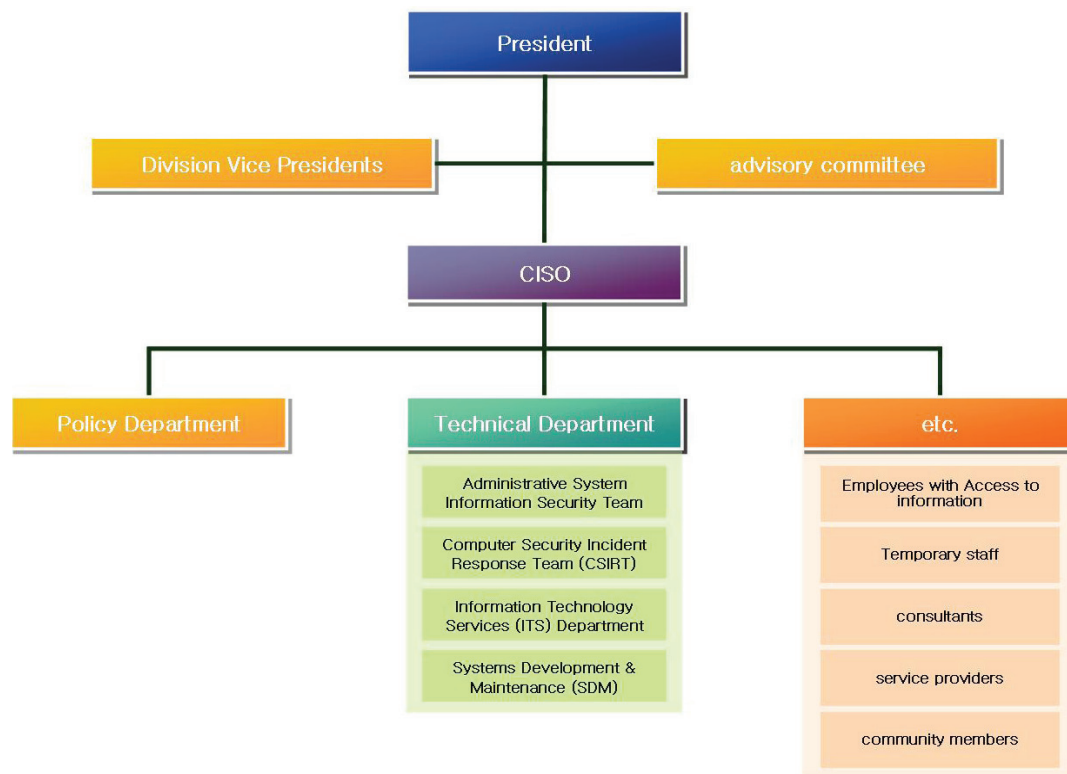 President
Division Vice Presidents
advisory committee
CISO
Policy Department
Technical Department
Administrative System
Information Security Team
Computer Security Incident
Response Team (CSIRT)
Information Technology
Services (ITS) Department
Systems Development &
Maintenance (SDM)
etc.
Employees with Access to
information
Temporary staff
consultants
service providers
community members